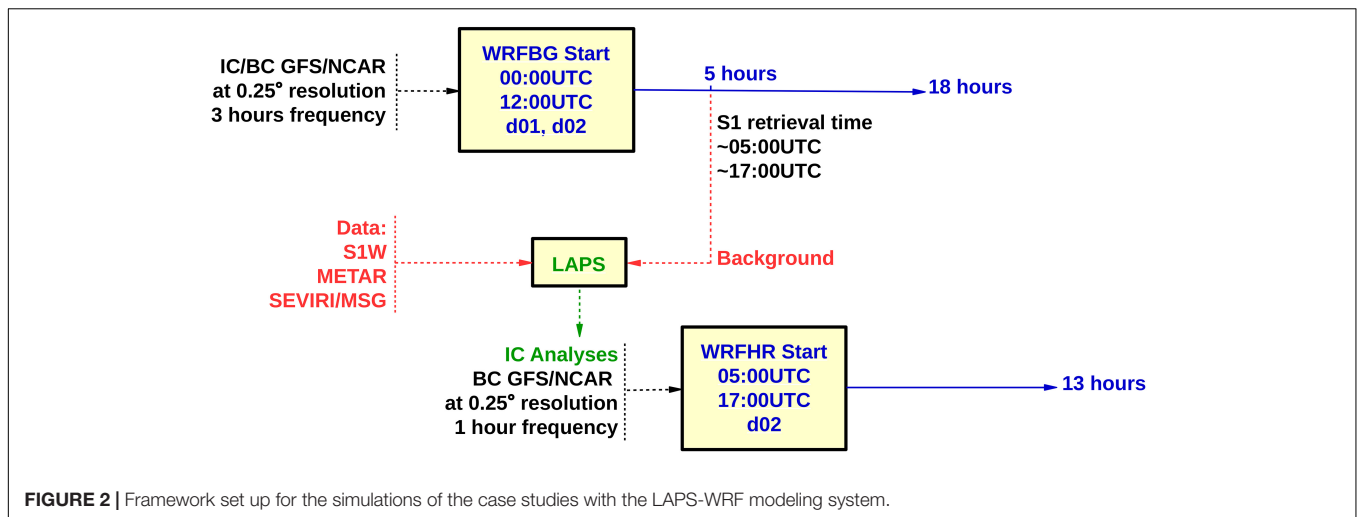 IC/BC GFS/NCAR
at 0.25° resolution
3 hours frequency
WRFBG Start
00:00UTC
12:00UTC
d01, d02
5 hours
18 hours
S1 retrieval time
~05:00UTC
~17:00UTC
Data:
S1W
METAR
SEVIRI/MSG
LAPS
Background
IC Analyses
BC GFS/NCAR
at 0.25° resolution
1 hour frequency
WRFHR Start
05:00UTC
17:00UTC
d02
13 hours
FIGURE 2 | Framework set up for the simulations of the case studies with the LAPS-WRF modeling system.